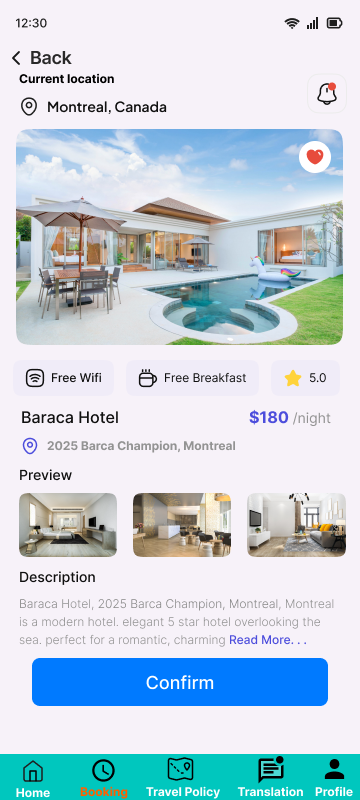 12:30
Back
Current location
Montreal, Canada
Free Wifi
Free Breakfast
5.0
Baraca Hotel
$180 /night
2025 Barca Champion, Montreal
Preview
Description
Baraca Hotel, 2025 Barca Champion, Montreal, Montreal
is a modern hotel. elegant 5 star hotel overlooking the
sea. perfect for a romantic, charming Read More. . .
Confirm
Home
Booking
Travel Policy
Translation
Profile